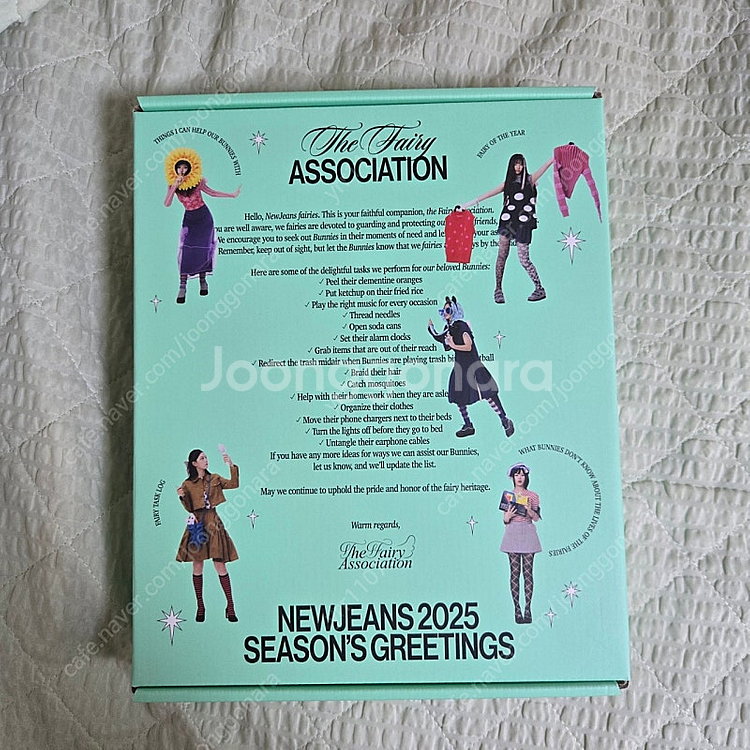 THINGS I CAN HELP OUR BUNNIES WITH
FAIRY OF THE YEAR
The Fairy
ASSOCIATION
Hello, NewJeans fairies. This is your faithful companion, the Fairy Association.
you are well aware, we fairies are devoted to guarding and protecting our friends,
We encourage you to seek out Bunnies in their moments of need and your
Remember, keep out of sight, but let the Bunnies know that we fairies by
Here are some of the delightful tasks we perform for our beloved Bunnies:
✓ Peel their clementine oranges
✓ Put ketchup on their fried rice
✓ Play the right music for every occasion
✓ Thread needles
✓ Open soda cans
✓ Set their alarm clocks
✓ Grab items that are out of their reach
✓ Redirect the trash midair when Bunnies are playing trash
✓ Braid their hair
✓ Catch mosquitoes
✓ Help with their homework when they are
✓ Organize their clothes
✓ Move their phone chargers next to their beds
✓ Turn the lights off before they go to bed
✓ Untangle their earphone cables
If you have any more ideas for ways we can assist our Bunnies,
let us know, and we'll update the list.
May we continue to uphold the pride and honor of the fairy heritage.
Warm regards,
The Fairy
Association
FAIRY TASK LOG
WHAT BUNNIES DON'T KNOW ABOUT THE LIVES OF THE FAIRIES
NEWJEANS 2025
SEASON'S GREETINGS
Joonggonara